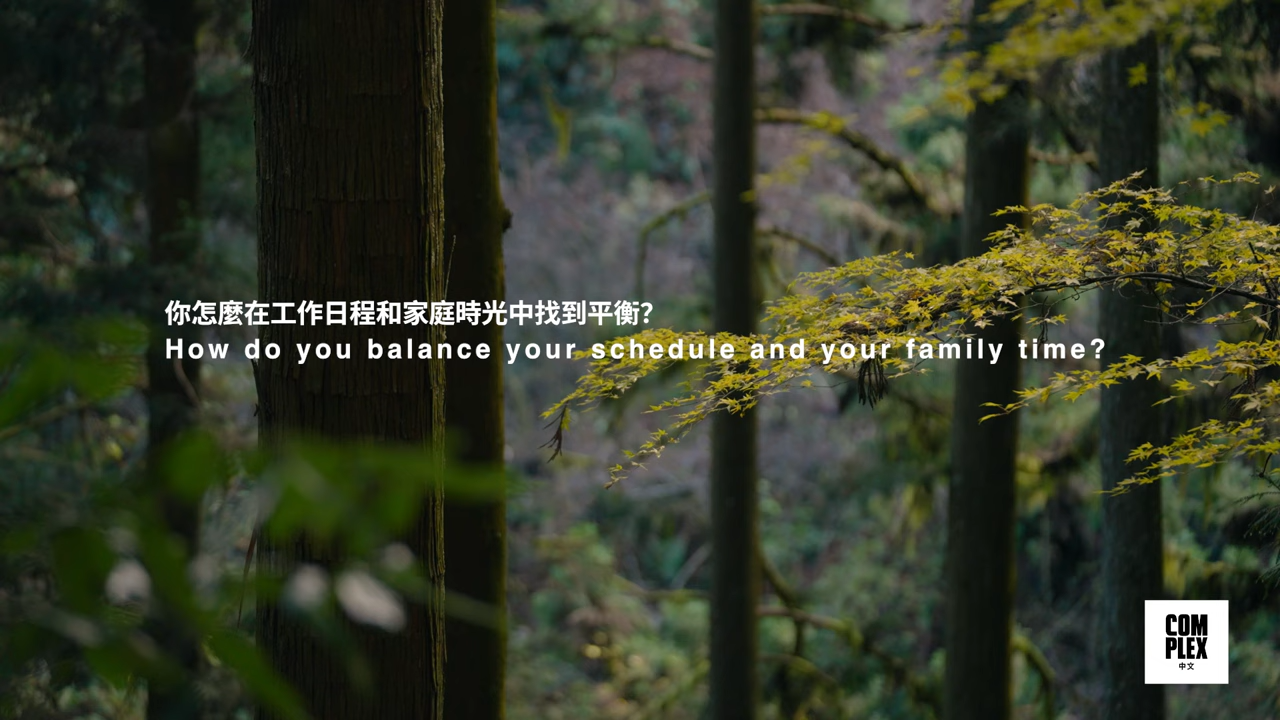 你怎麼在工作日程和家庭時光中找到平衡?
How do you balance your schedule and your family time?
COM
PLEX
中文